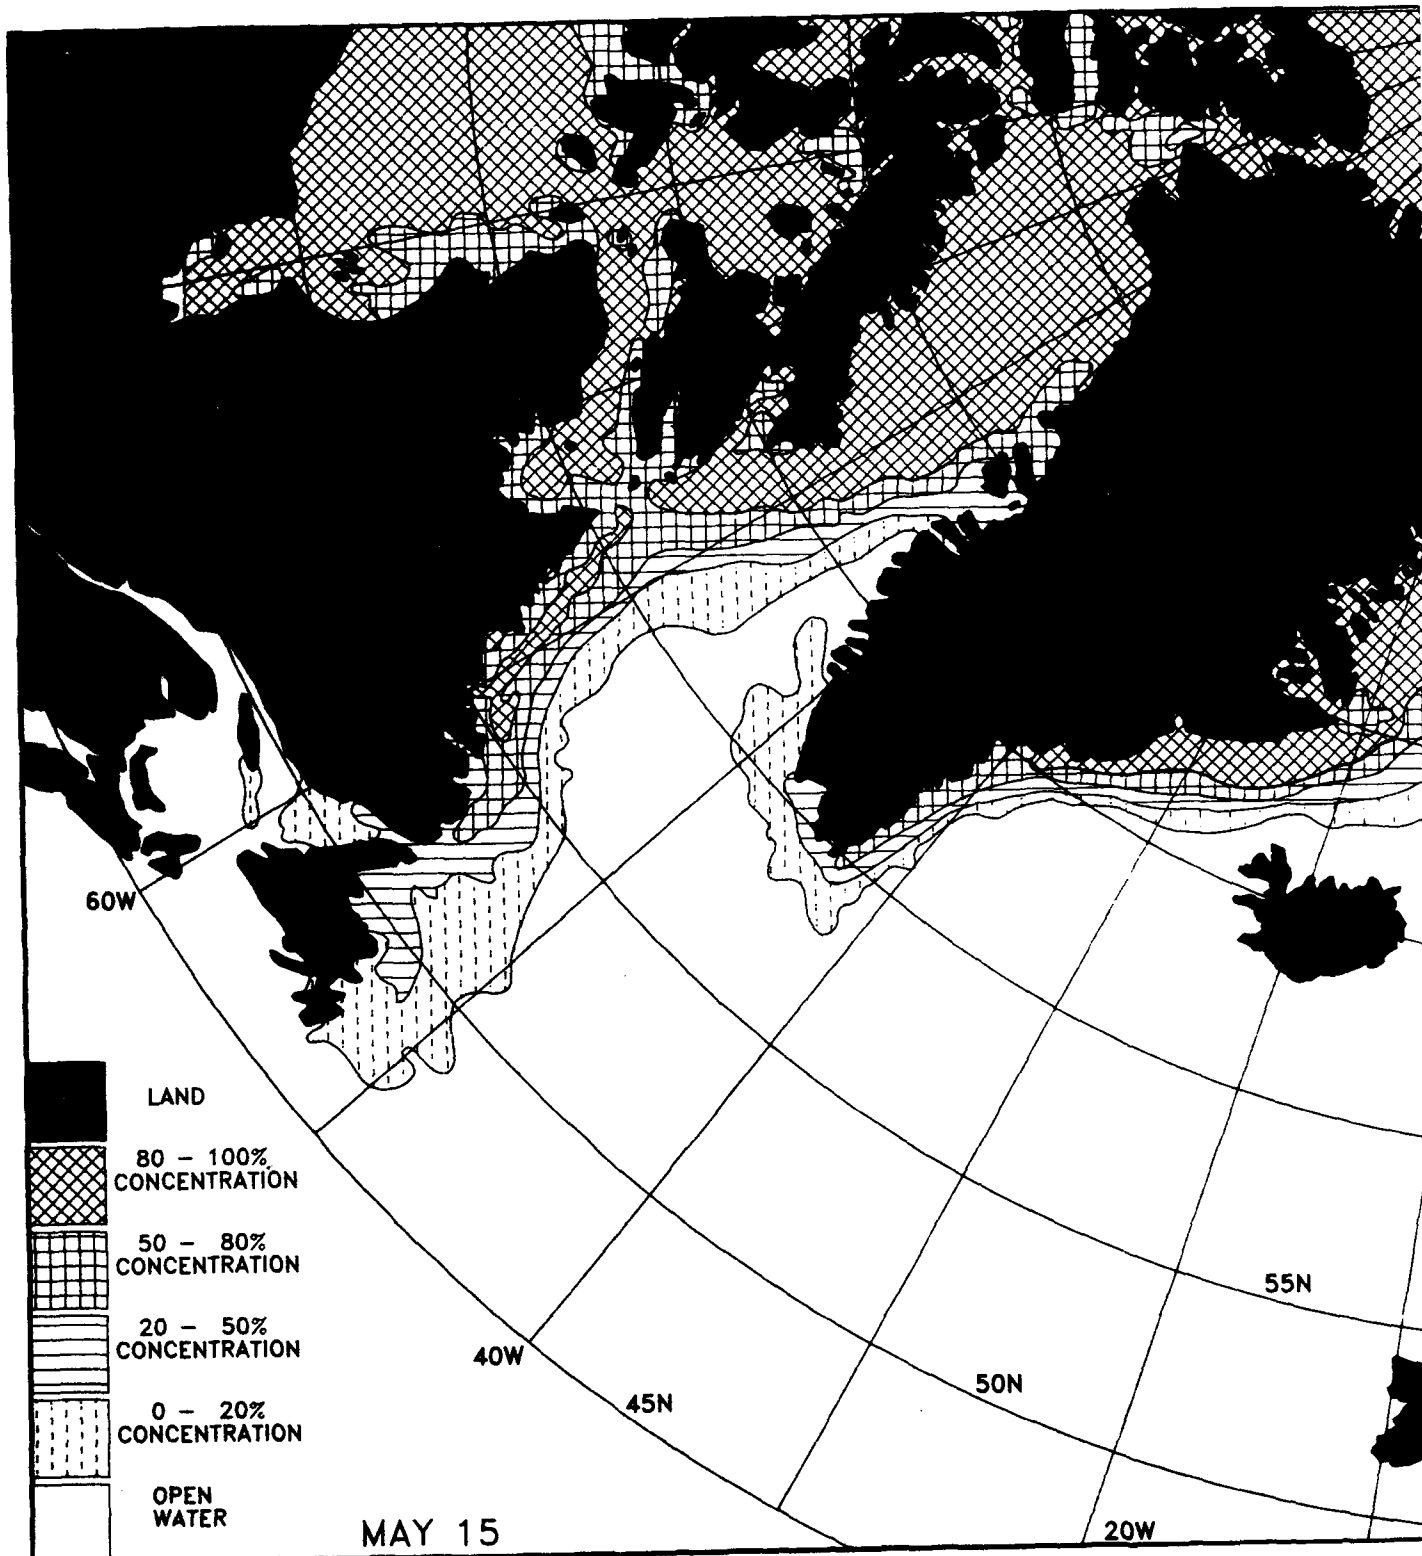 60W
LAND
80 – 100%
CONCENTRATION
50 – 80%
CONCENTRATION
20 – 50%
CONCENTRATION
0 – 20%
CONCENTRATION
OPEN
WATER
MAY 15
40W
45N
50N
55N
20W